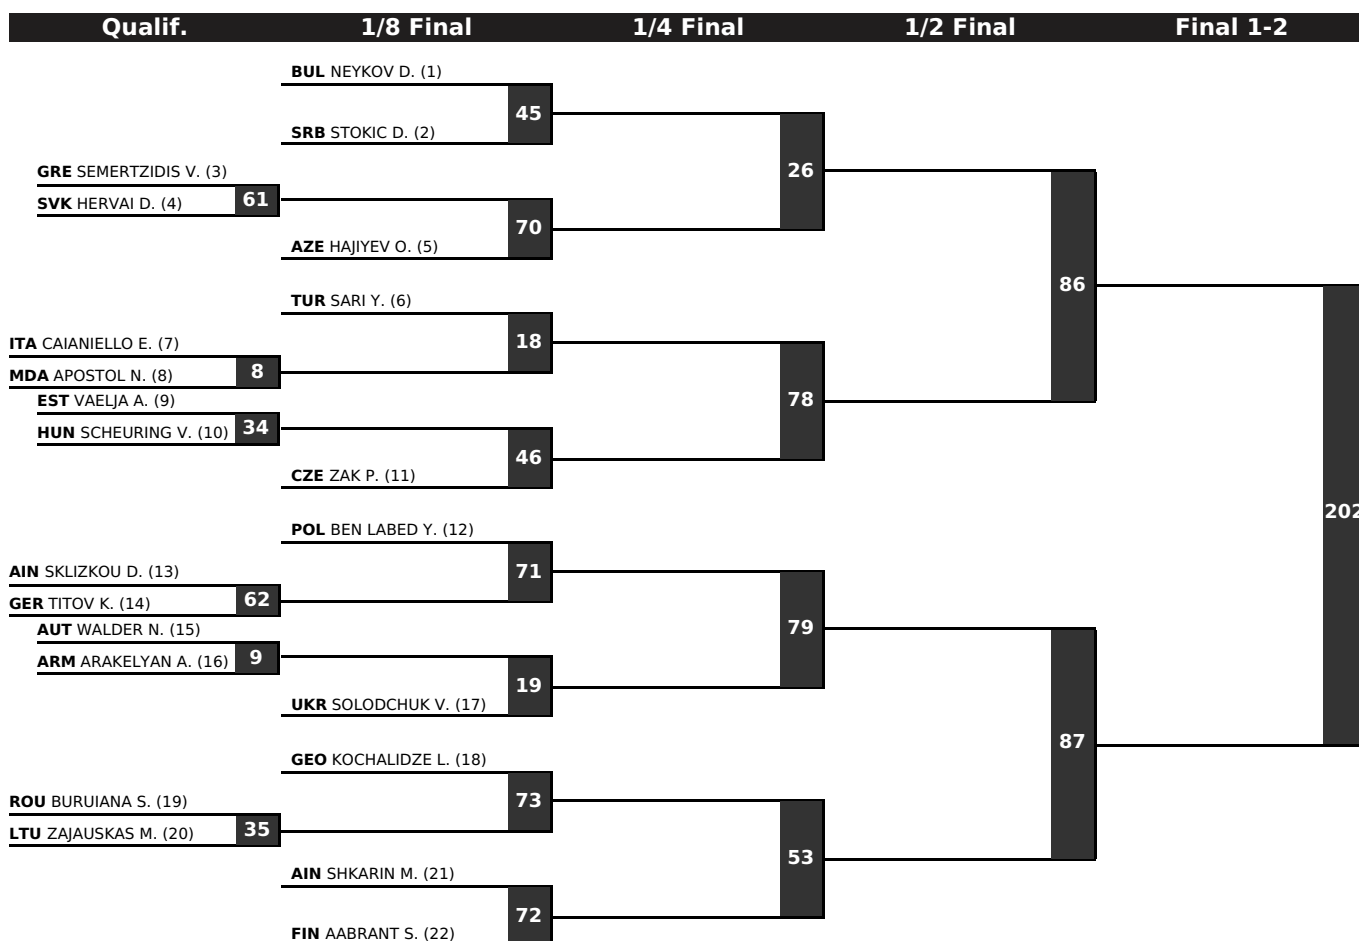 Qualif. 1/8 Final 1/4 Final 1/2 Final Final 1-2
BUL NEYKOV D. (1)
45
SRB STOKIC D. (2)
26
GRE SEMERTZIDIS V. (3)
61
SVK HERVAI D. (4)
70
AZE HAJIYEV O. (5)
86
TUR SARI Y. (6)
18
ITA CAIANIELLO E. (7)
8
MDA APOSTOL N. (8)
78
EST VAELJA A. (9)
34
HUN SCHEURING V. (10)
46
CZE ZAK P. (11)
202
POL BEN LABED Y. (12)
71
AIN SKLIZKOU D. (13)
62
GER TITOV K. (14)
79
AUT WALDER N. (15)
9
ARM ARAKELYAN A. (16)
19
UKR SOLODCHUK V. (17)
87
GEO KOCHALIDZE L. (18)
73
ROU BURUIANA S. (19)
35
LTU ZAJAUSKAS M. (20)
53
AIN SHKARIN M. (21)
72
FIN AABRANT S. (22)